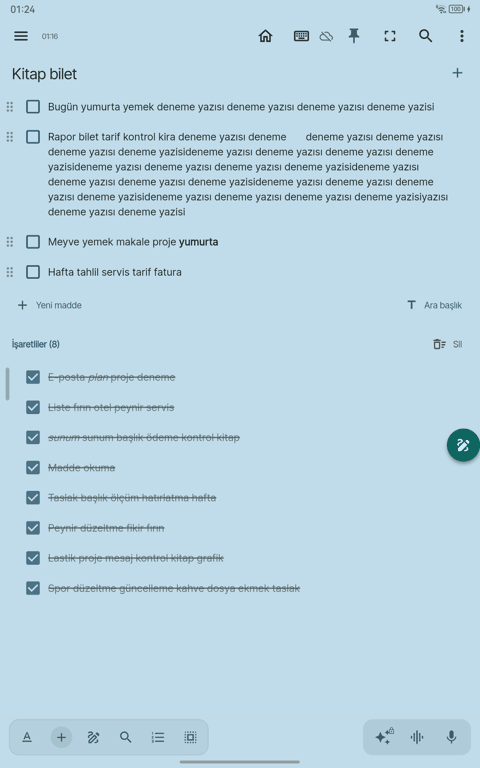 01:24
100
01:16
Kitap bilet
Bugün yumurta yemek deneme yazısı deneme yazısı deneme yazısı deneme yazisi
Rapor bilet tarif kontrol kira deneme yazısı deneme deneme yazısı deneme yazısı
deneme yazısı deneme yazisideneme yazısı deneme yazısı deneme yazısı deneme
yazisideneme yazısı deneme yazısı deneme yazısı deneme yazisideneme yazısı
deneme yazısı deneme yazısı deneme yazisideneme yazısı deneme yazısı deneme
yazısı deneme yazisideneme yazısı deneme yazısı deneme yazısı deneme yazisiyazısı
deneme yazısı deneme yazisi
Meyve yemek makale proje yumurta
Hafta tahlil servis tarif fatura
Yeni madde
Ara başlık
İşaretliler (8)
Sil
E-posta plan proje deneme
Liste fırın otel peynir servis
sunum sunum başlık ödeme kontrol kitap
Madde okuma
Taslak başlık ölçüm hatırlatma hafta
Peynir düzeltme fikir fırın
Lastik proje mesaj kontrol kitap grafik
Spor düzeltme güncelleme kahve dosya ekmek taslak